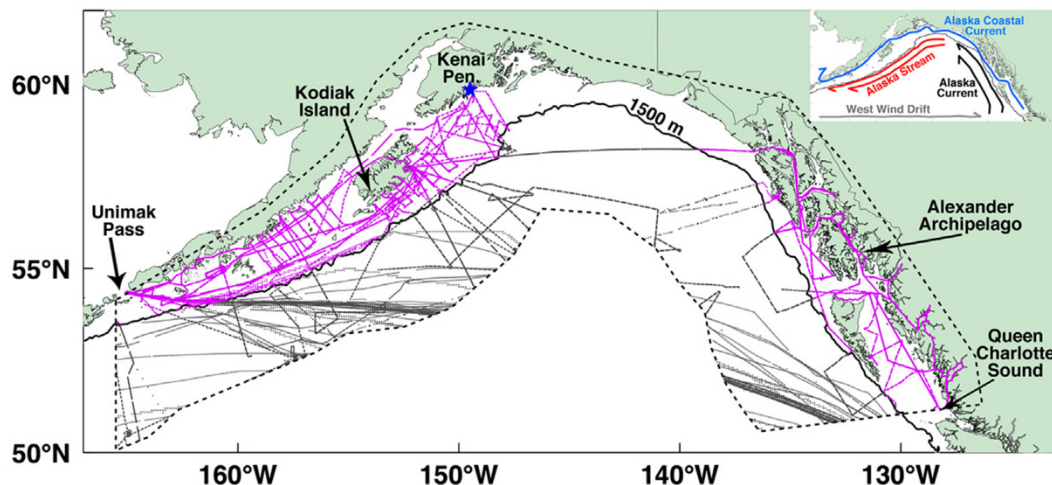 60°N
55°N
50°N
160°W
150°W
140°W
130°W
Kenai
Pen.
Kodiak
Island
Unimak
Pass
1500 m
Alexander
Archipelago
Queen
Charlotte
Sound
Alaska Coastal
Current
Alaska Stream
Alaska
Current
West Wind Drift